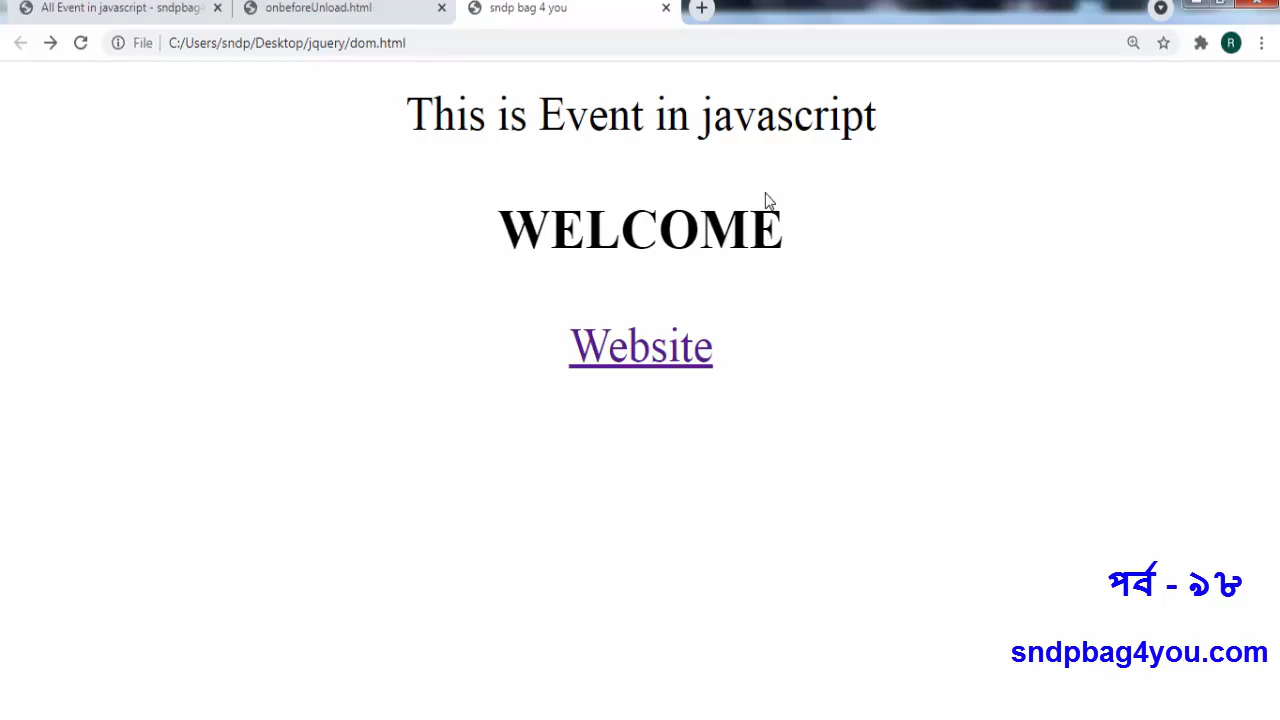 All Event in javascript - sndpbag
onbeforeUnload.html
sndp bag 4 you
File
C:/Users/sndp/Desktop/jquery/dom.html
R
This is Event in javascript
WELCOME
Website
পর্ব - ৯৮
sndpbag4you.com